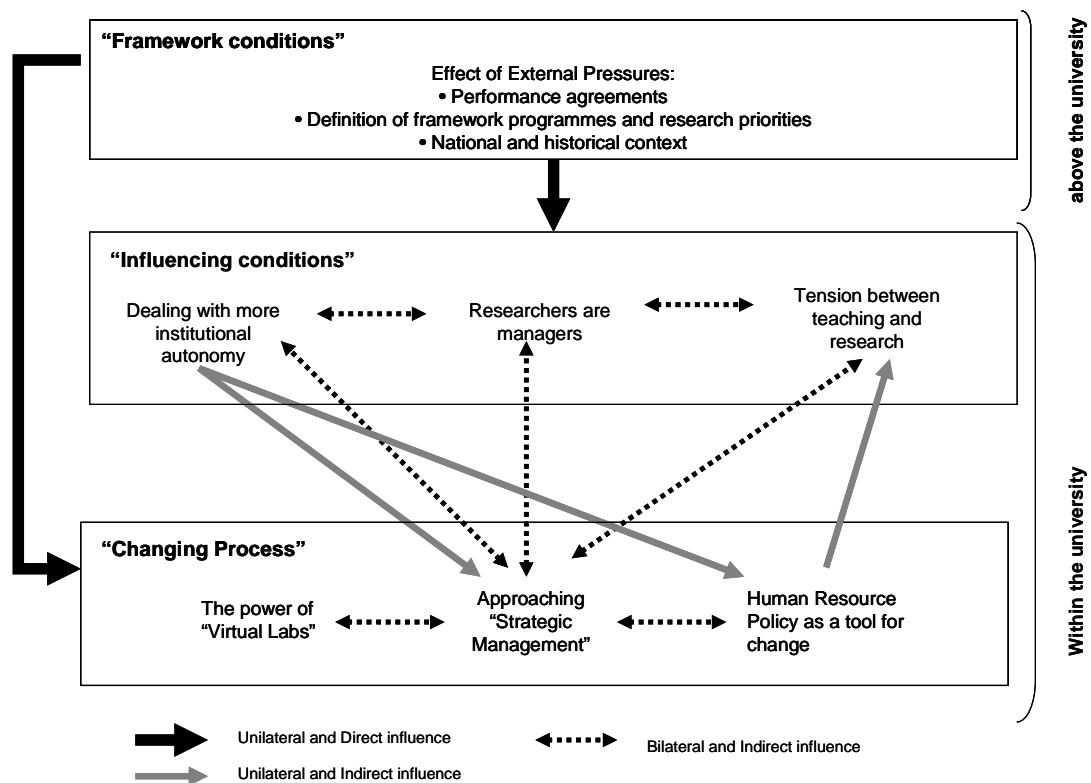 “Framework conditions”
Effect of External Pressures:
• Performance agreements
• Definition of framework programmes and research priorities
• National and historical context
above the university
“Influencing conditions”
Dealing with more
institutional
autonomy
Researchers are
managers
Tension between
teaching and
research
“Changing Process”
The power of
“Virtual Labs”
Approaching
“Strategic
Management”
Human Resource
Policy as a tool for
change
Within the university
Unilateral and Direct influence
Bilateral and Indirect influence
Unilateral and Indirect influence